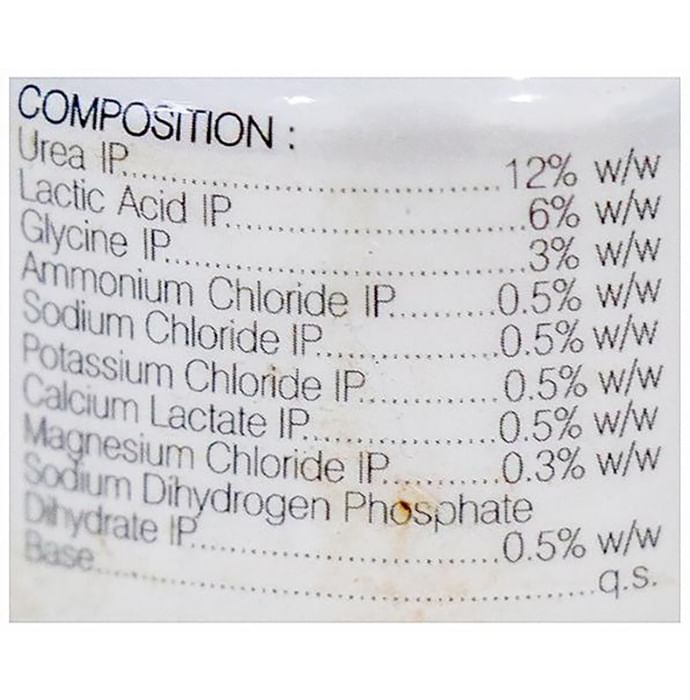 COMPOSITION :
Urea IP..................................................12% w/w
Lactic Acid IP........................................6% w/w
Glycine IP................................................3% w/w
Ammonium Chloride IP..........0.5% w/w
Sodium Chloride IP....................0.5% w/w
Potassium Chloride IP...............0.5% w/w
Calcium Lactate IP.....................0.5% w/w
Magnesium Chloride IP............0.3% w/w
Sodium Dihydrogen Phosphate
Dihydrate IP...................................0.5% w/w
Base...........................................................q.s.